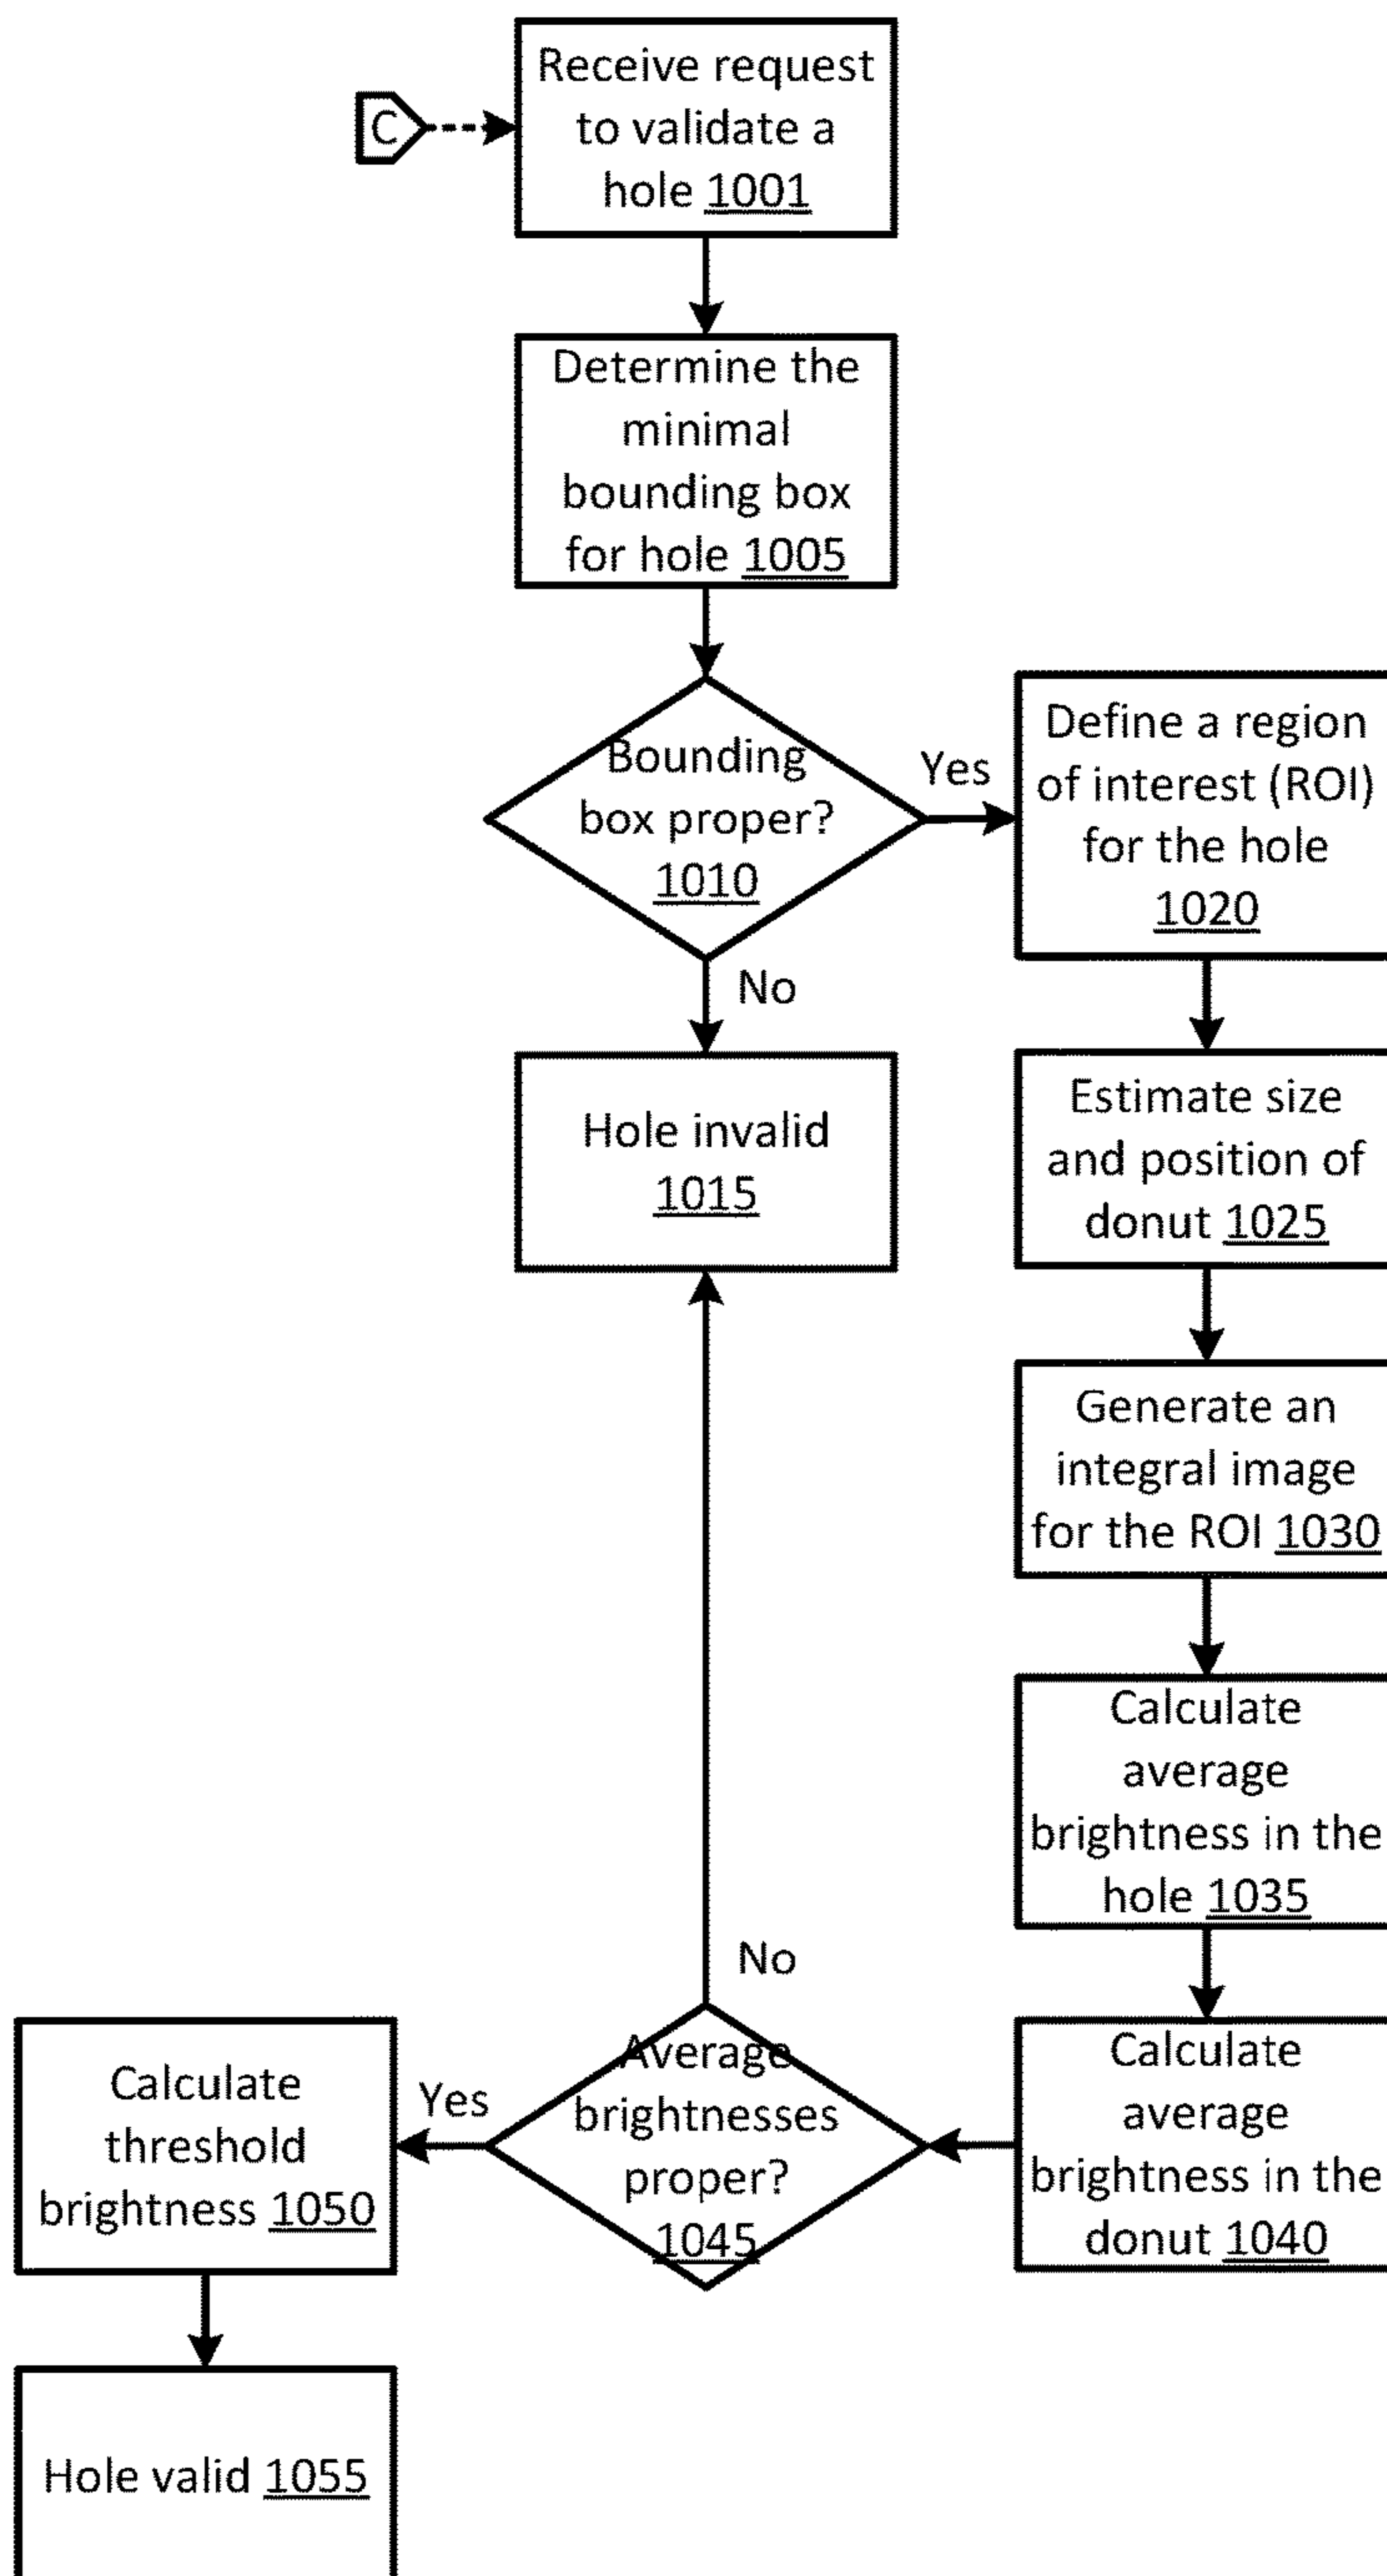 C
Receive request
to validate a
hole 1001
Determine the
minimal
bounding box
for hole 1005
Bounding
box proper?
1010
Yes
No
Define a region
of interest (ROI)
for the hole
1020
Hole invalid
1015
Estimate size
and position of
donut 1025
Generate an
integral image
for the ROI 1030
Calculate
average
brightness in the
hole 1035
Calculate
average
brightness in the
donut 1040
No
Average
brightnesses
proper?
1045
Yes
Calculate
threshold
brightness 1050
Hole valid 1055